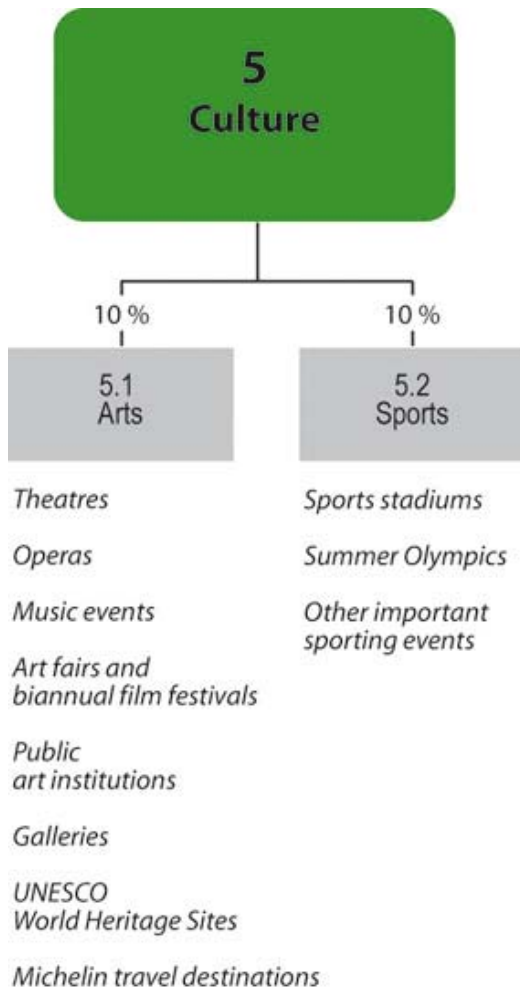 5
Culture
10 %
10 %
5.1
Arts
5.2
Sports
Theatres
Operas
Music events
Art fairs and
biannual film festivals
Public
art institutions
Galleries
UNESCO
World Heritage Sites
Michelin travel destinations
Sports stadiums
Summer Olympics
Other important
sporting events